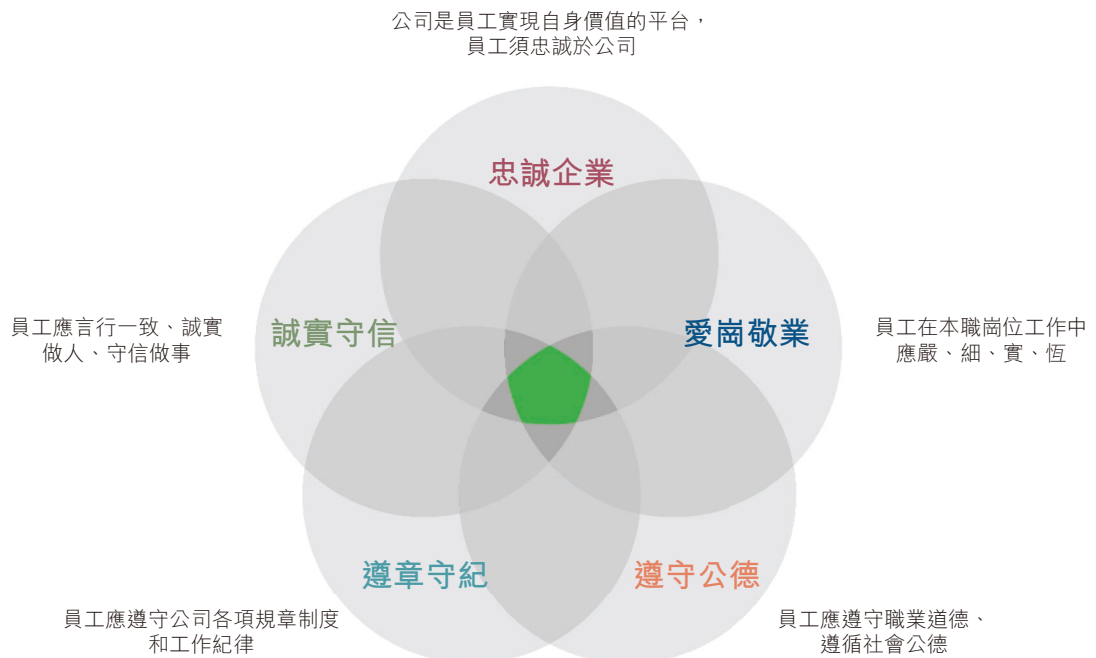 公司是員工實現自身價值的平台，
員工須忠誠於公司
忠誠企業
誠實守信
愛崗敬業
員工應言行一致、誠實
做人、守信做事
員工在本職崗位工作中
應嚴、細、實、恆
遵章守紀
遵守公德
員工應遵守公司各項規章制度
和工作紀律
員工應遵守職業道德、
遵循社會公德